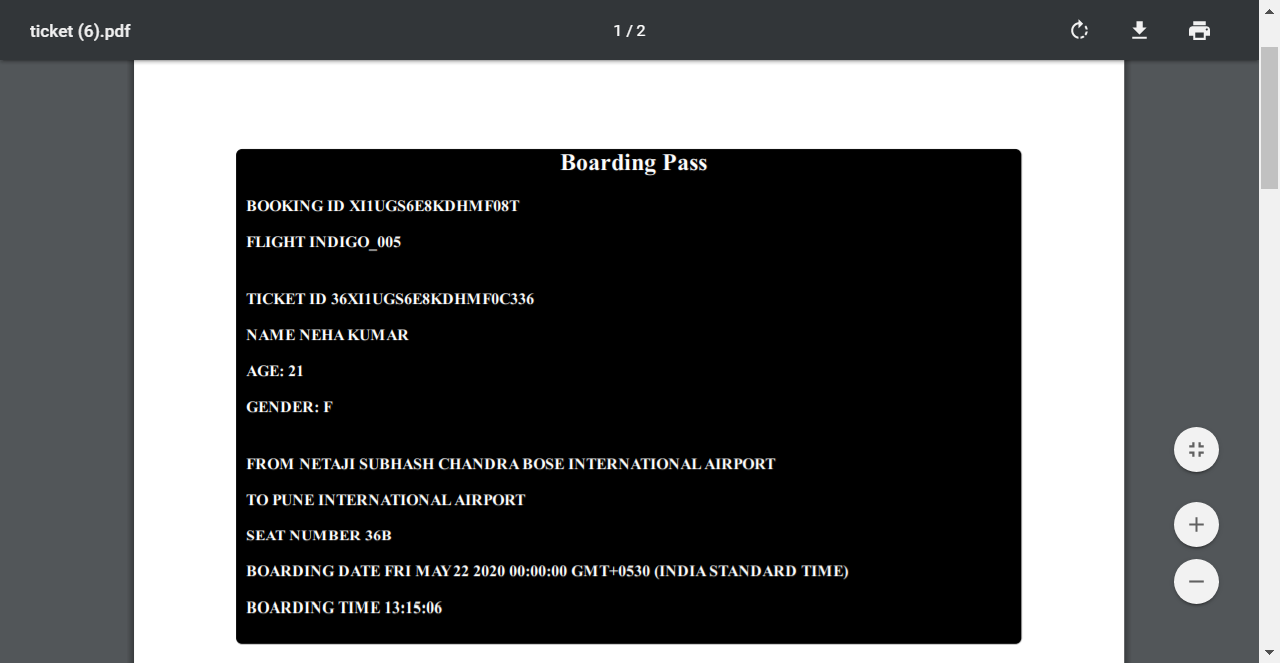 ticket (6).pdf
1 / 2
Boarding Pass
BOOKING ID XI1UGS6E8KDHMF08T
FLIGHT INDIGO_005
TICKET ID 36XI1UGS6E8KDHMF0C336
NAME NEHA KUMAR
AGE: 21
GENDER: F
FROM NETAJI SUBHASH CHANDRA BOSE INTERNATIONAL AIRPORT
TO PUNE INTERNATIONAL AIRPORT
SEAT NUMBER 36B
BOARDING DATE FRI MAY 22 2020 00:00:00 GMT+0530 (INDIA STANDARD TIME)
BOARDING TIME 13:15:06